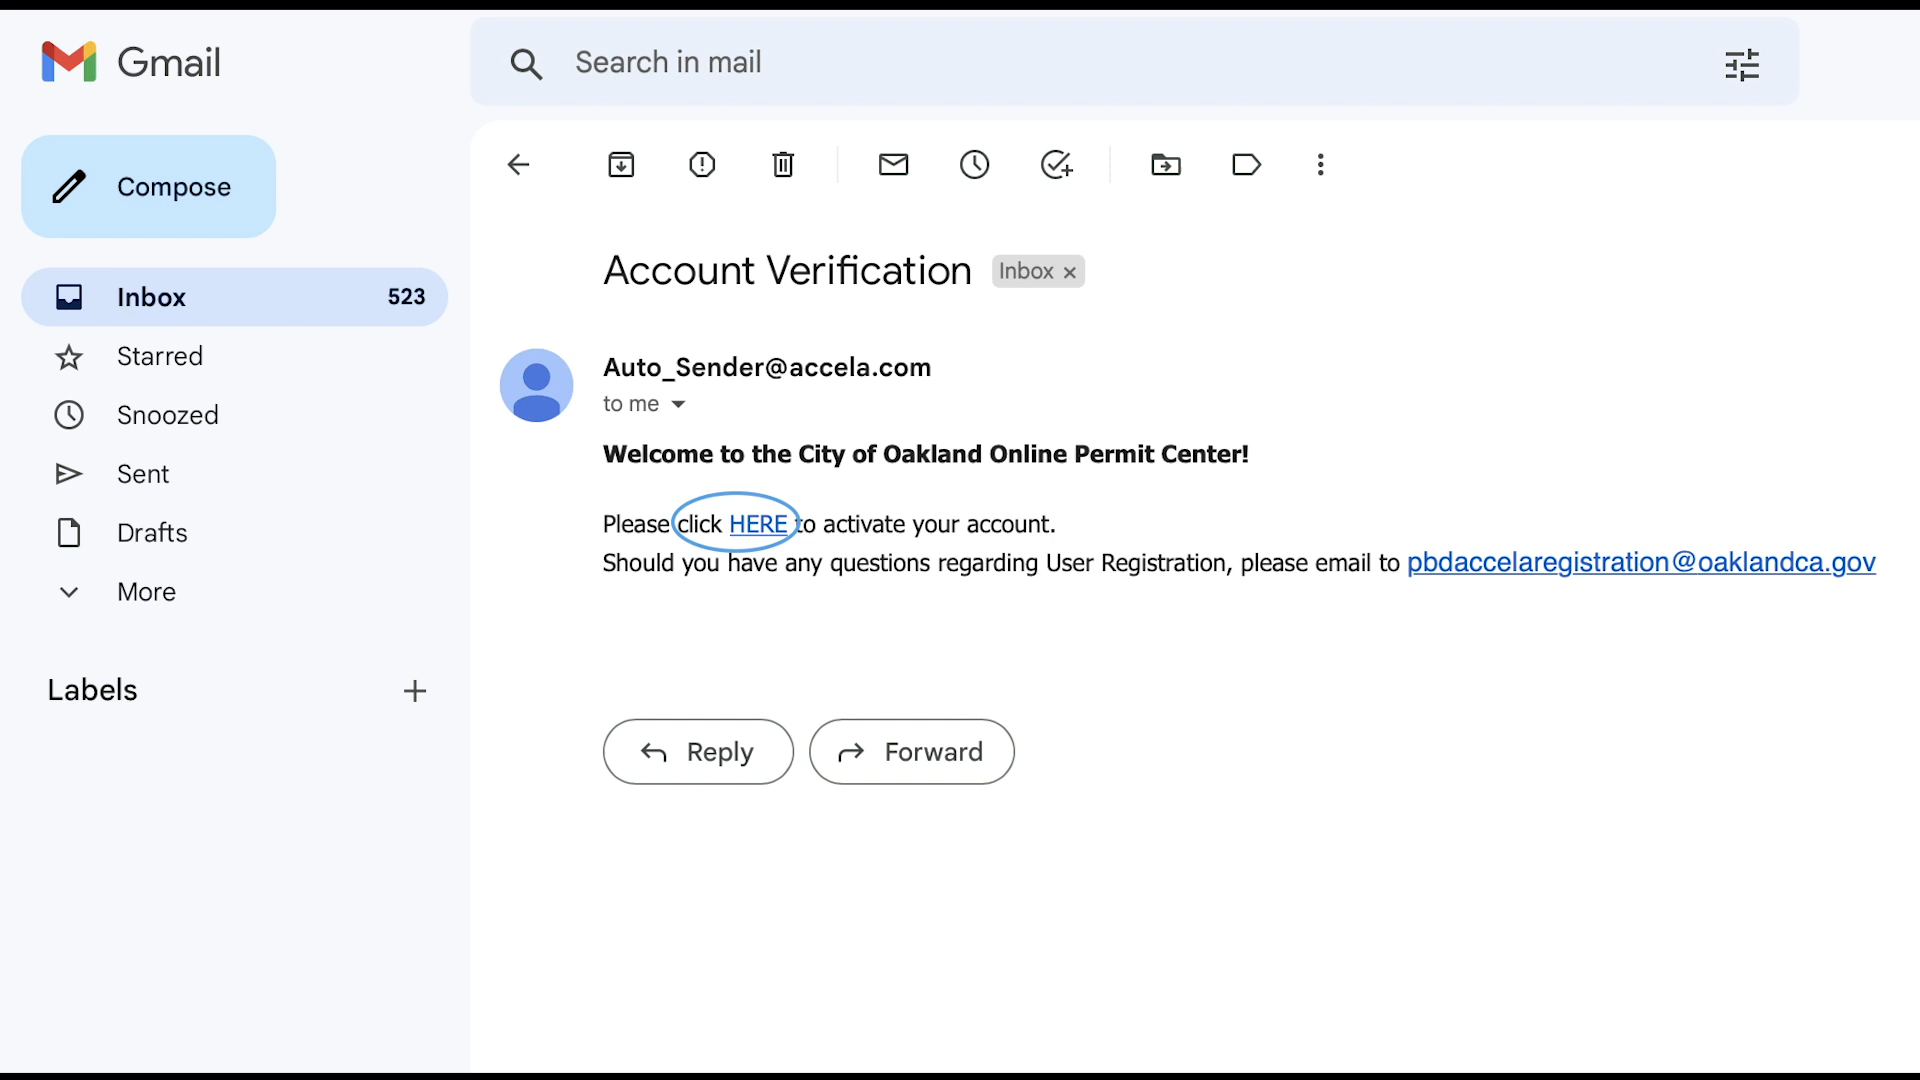 Gmail
Search in mail
Compose
Inbox 523
Starred
Snoozed
Sent
Drafts
More
Labels
Account Verification Inbox ×
Auto_Sender@accela.com
to me
Welcome to the City of Oakland Online Permit Center!
Please click HERE to activate your account.
Should you have any questions regarding User Registration, please email to pbdaccelaregistration@oaklandca.gov
Reply Forward